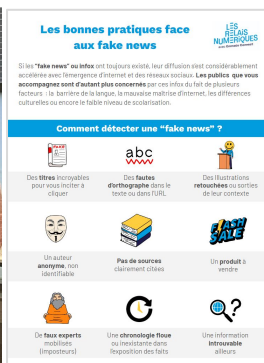 Les bonnes pratiques face
aux fake news
LES
RELAIS
NUMÉRIQUES
Si les "fake news" ou infox ont toujours existé, leur diffusion s'est considérablement
accélérée avec l'émergence d'internet et des réseaux sociaux. Les publics que vous
accompagnez sont d'autant plus concernés par ces infox du fait de plusieurs
facteurs : la barrière de la langue, la mauvaise maîtrise d'internet, les différences
culturelles ou encore le faible niveau de scolarisation.
Comment détecter une "fake news" ?
abc
Des titres incroyables
pour vous inciter à
cliquer
Des fautes
d'orthographe dans le
texte ou dans l'URL
Des illustrations
retouchées ou sorties
de leur contexte
FLASH
SALE
Un auteur
anonyme, non
identifiable
Pas de sources
clairement citées
Un produit à
vendre
De faux experts
mobilisés
(imposteurs)
Une chronologie floue
ou inexistante dans
l'exposition des faits
Une information
introuvable
ailleurs